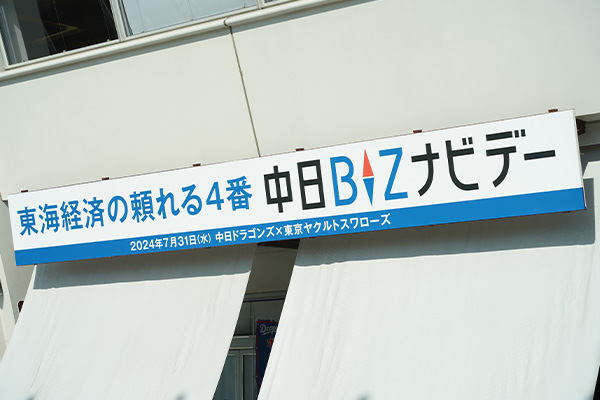 東海経済の頼れる4番 中日BIZナビデー
2024年7月31日(水) 中日ドラゴンズ×東京ヤクルトスワローズ